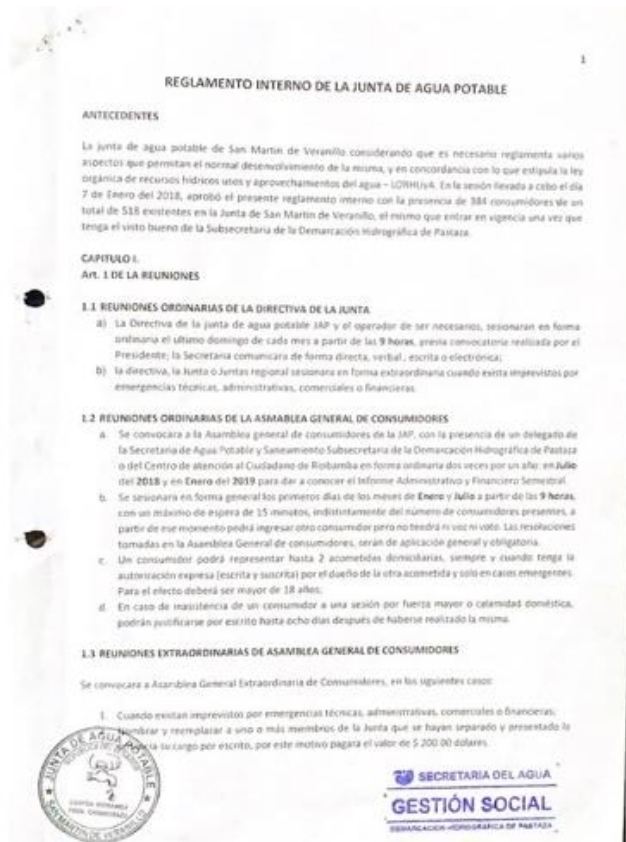 1
REGLAMENTO INTERNO DE LA JUNTA DE AGUA POTABLE
ANTECEDENTES
La junta de agua potable de San Martin de Veranillo considerando que es necesario reglamenta varios
aspectos que permitan el normal desenvolvimiento de la misma, y en concordancia con lo que estipula la ley
orgánica de recursos hídricos usos y aprovechamientos del agua – LORHUVA. En la sesión llevada a cabo el día
7 de Enero del 2018, aprobó el presente reglamento interno con la presencia de 384 consumidores de un
total de 518 existentes en la Junta de San Martin de Veranillo, el mismo que entrar en vigencia una vez que
tenga el visto bueno de la Subsecretaria de la Demarcación Hidrográfica de Pastaza.
CAPITULO I.
Art. 1 DE LA REUNIONES
1.1 REUNIONES ORDINARIAS DE LA DIRECTIVA DE LA JUNTA
a) La Directiva de la junta de agua potable JAP y el operador de ser necesarios, sesionaran en forma
ordinaria el ultimo domingo de cada mes a partir de las 9 horas, previa convocatoria realizada por el
Presidente; la Secretaria comunicara de forma directa, verbal, escrita o electrónica;
b) la directiva, la Junta o Juntas regional sesionara en forma extraordinaria cuando exista imprevistos por
emergencias técnicas, administrativas, comerciales o financieras.
1.2 REUNIONES ORDINARIAS DE LA ASMABLEA GENERAL DE CONSUMIDORES
a. Se convocara a la Asamblea general de consumidores de la JAP, con la presencia de un delegado de
la Secretaria de Agua Potable y Saneamiento Subsecretaria de la Demarcación Hidrográfica de Pastaza
o del Centro de atención al Ciudadano de Riobamba en forma ordinaria dos veces por un año: en Julio
del 2018 y en Enero del 2019 para dar a conocer el Informe Administrativo y Financiero Semestral.
b. Se sesionara en forma general los primeros días de los meses de Enero y Julio a partir de las 9 horas,
con un máximo de espera de 15 minutos, indistintamente del número de consumidores presentes, a
partir de ese momento podrá ingresar otro consumidor pero no tendrá ni voz ni voto. Las resoluciones
tomadas en la Asamblea General de consumidores, serán de aplicación general y obligatoria.
c. Un consumidor podrá representar hasta 2 acometidas domiciliarias, siempre y cuando tenga la
autorización expresa (escrita y suscrita) por el dueño de la otra acometida y solo en casos emergentes.
Para el efecto deberá ser mayor de 18 años;
d. En caso de inasistencia de un consumidor a una sesión por fuerza mayor o calamidad doméstica,
podrán justificarse por escrito hasta ocho días después de haberse realizado la misma.
1.3 REUNIONES EXTRAORDINARIAS DE ASAMBLEA GENERAL DE CONSUMIDORES
Se convocara a Asamblea General Extraordinaria de Consumidores, en los siguientes casos:
1. Cuando existan imprevistos por emergencias técnicas, administrativas, comerciales o financieras;
nombrar y reemplazar a uno o más miembros de la Junta que se hayan separado y presentado la
su cargo por escrito, por este motivo pagara el valor de $ 200.00 dólares.
JUNTA DE AGUA POTABLE
SAN MARTIN DE VERANILLO
SECRETARIA DEL AGUA
GESTIÓN SOCIAL
DEMARCACION HIDROGRAFICA DE PASTAZA